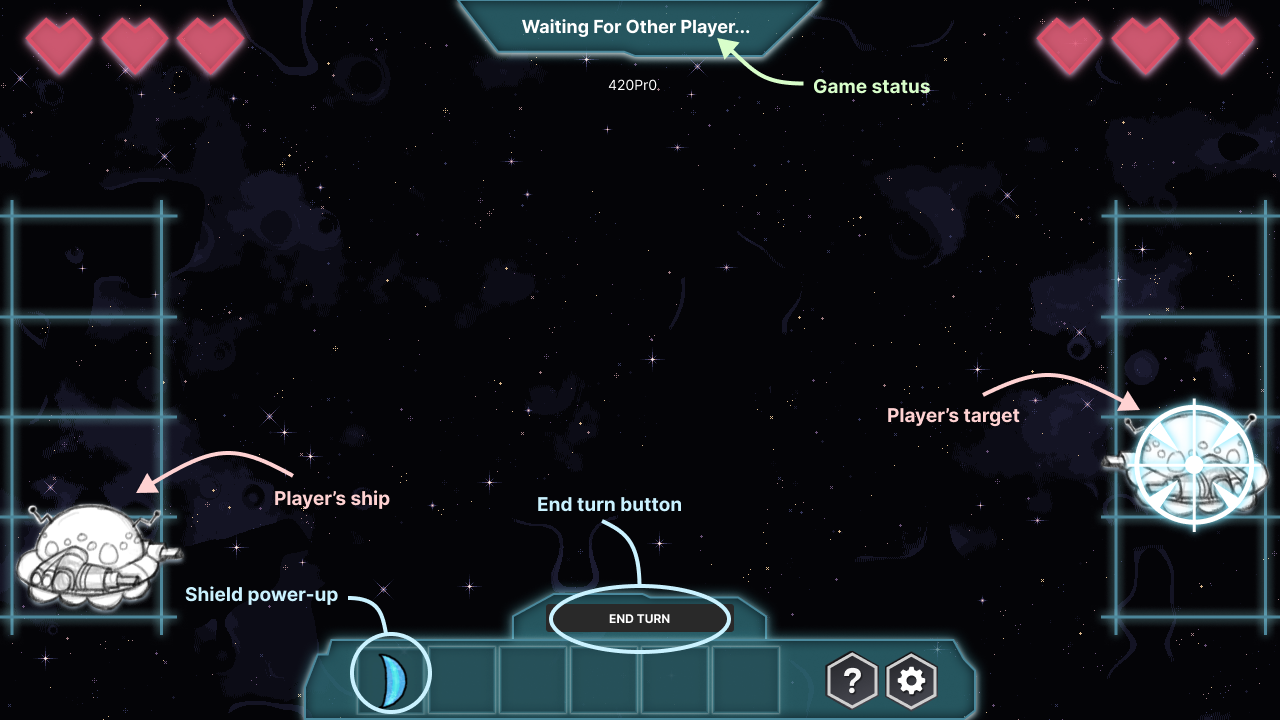 Waiting For Other Player...
420Pr0.
Game status
Player's target
Player's ship
End turn button
Shield power-up
END TURN
?